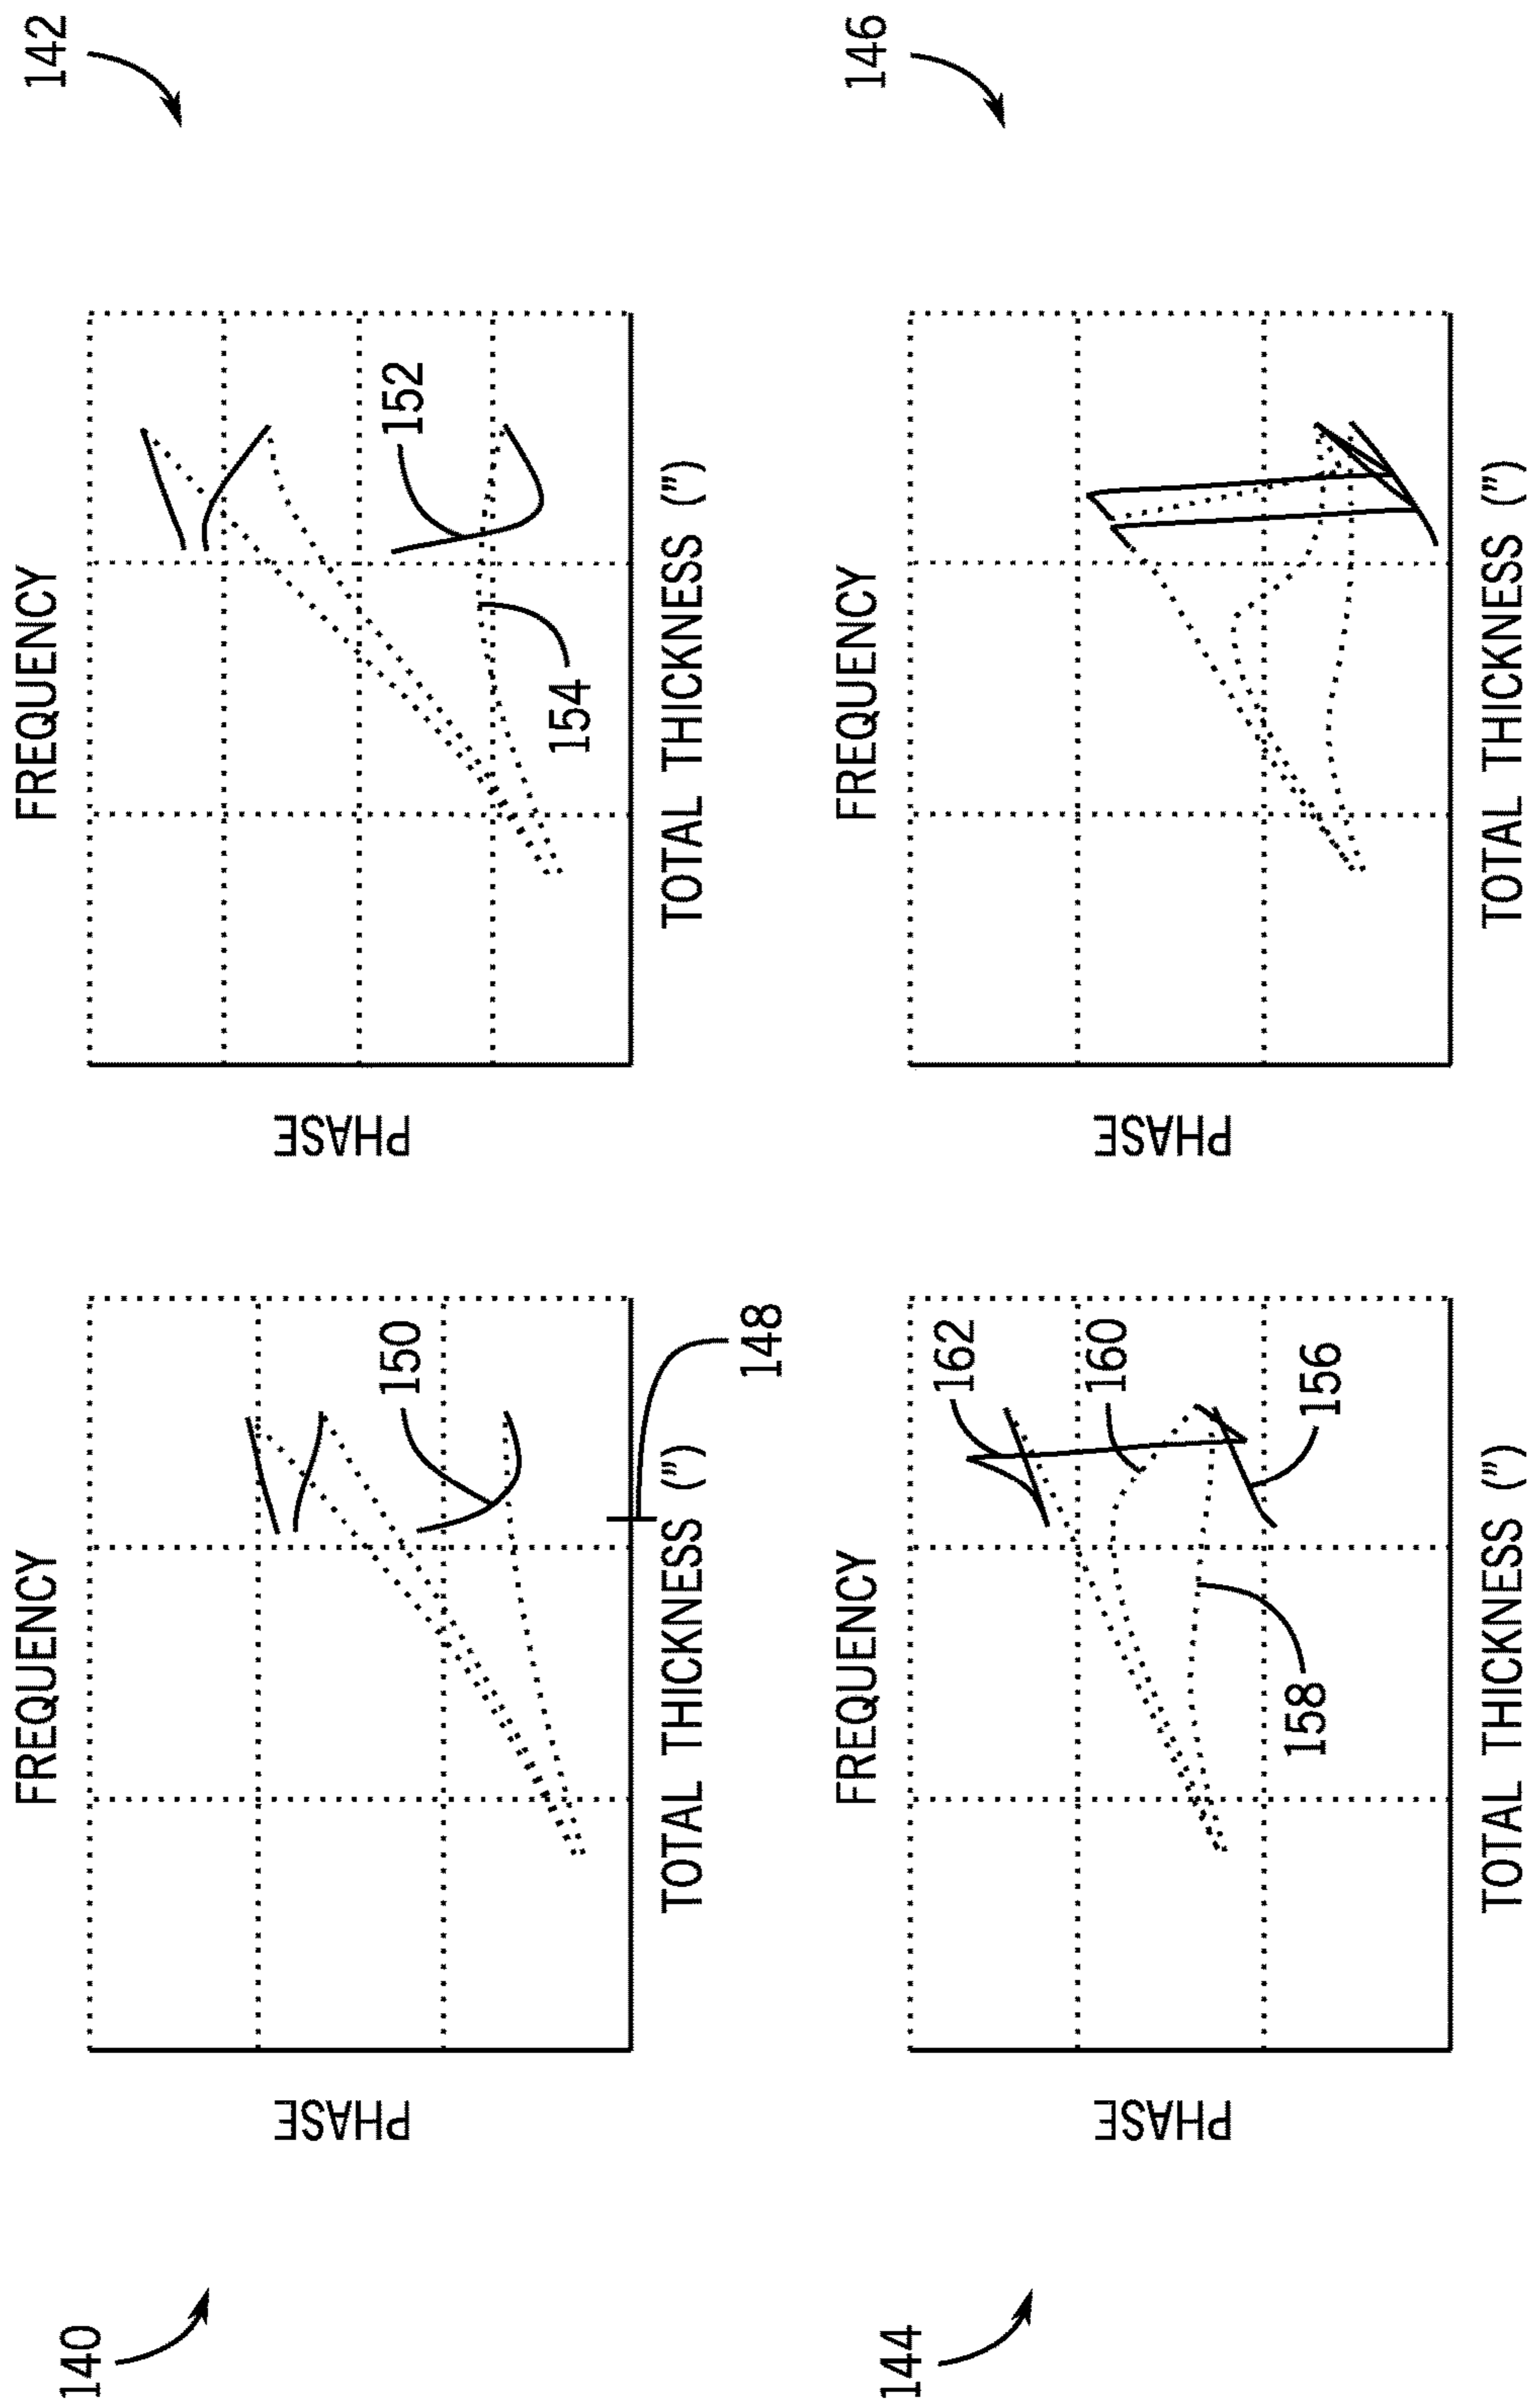 140
FREQUENCY
PHASE
150
TOTAL THICKNESS (")
148
142
FREQUENCY
PHASE
152
154
TOTAL THICKNESS (")
144
FREQUENCY
PHASE
162
160
158
156
TOTAL THICKNESS (")
146
FREQUENCY
PHASE
TOTAL THICKNESS (")